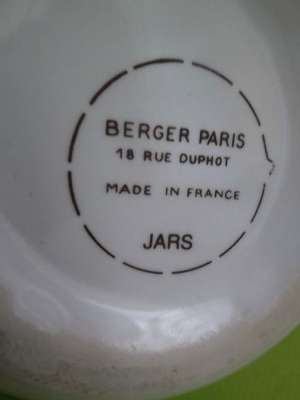 BERGER PARIS
18 RUE DUPHOT
MADE IN FRANCE
JARS